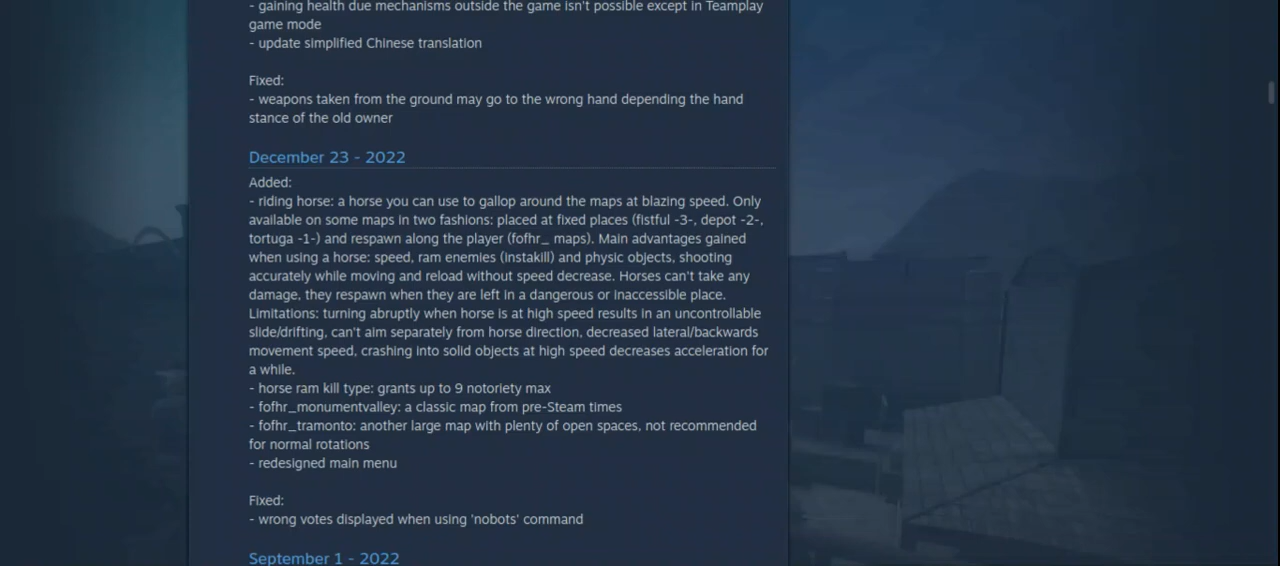 - gaining health due mechanisms outside the game isn't possible except in Teamplay
game mode
- update simplified Chinese translation
Fixed:
- weapons taken from the ground may go to the wrong hand depending the hand
stance of the old owner
December 23 - 2022
Added:
- riding horse: a horse you can use to gallop around the maps at blazing speed. Only
available on some maps in two fashions: placed at fixed places (fistful -3-, depot -2-,
tortuga -1-) and respawn along the player (fofhr_ maps). Main advantages gained
when using a horse: speed, ram enemies (instakill) and physic objects, shooting
accurately while moving and reload without speed decrease. Horses can't take any
damage, they respawn when they are left in a dangerous or inaccessible place.
Limitations: turning abruptly when horse is at high speed results in an uncontrollable
slide/drifting, can't aim separately from horse direction, decreased lateral/backwards
movement speed, crashing into solid objects at high speed decreases acceleration for
a while.
- horse ram kill type: grants up to 9 notoriety max
- fofhr_monumentvalley: a classic map from pre-Steam times
- fofhr_tramonto: another large map with plenty of open spaces, not recommended
for normal rotations
- redesigned main menu
Fixed:
- wrong votes displayed when using 'nobots' command
September 1 - 2022